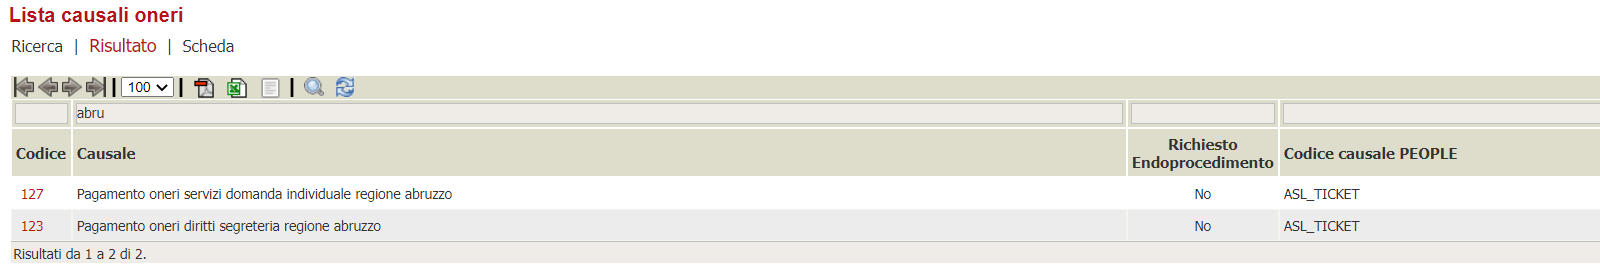 Lista causali oneri
Ricerca | Risultato | Scheda
100
abru
Codice Causale Richiesto Endoprocedimento Codice causale PEOPLE
127 Pagamento oneri servizi domanda individuale regione abruzzo No ASL_TICKET
123 Pagamento oneri diritti segreteria regione abruzzo No ASL_TICKET
Risultati da 1 a 2 di 2.